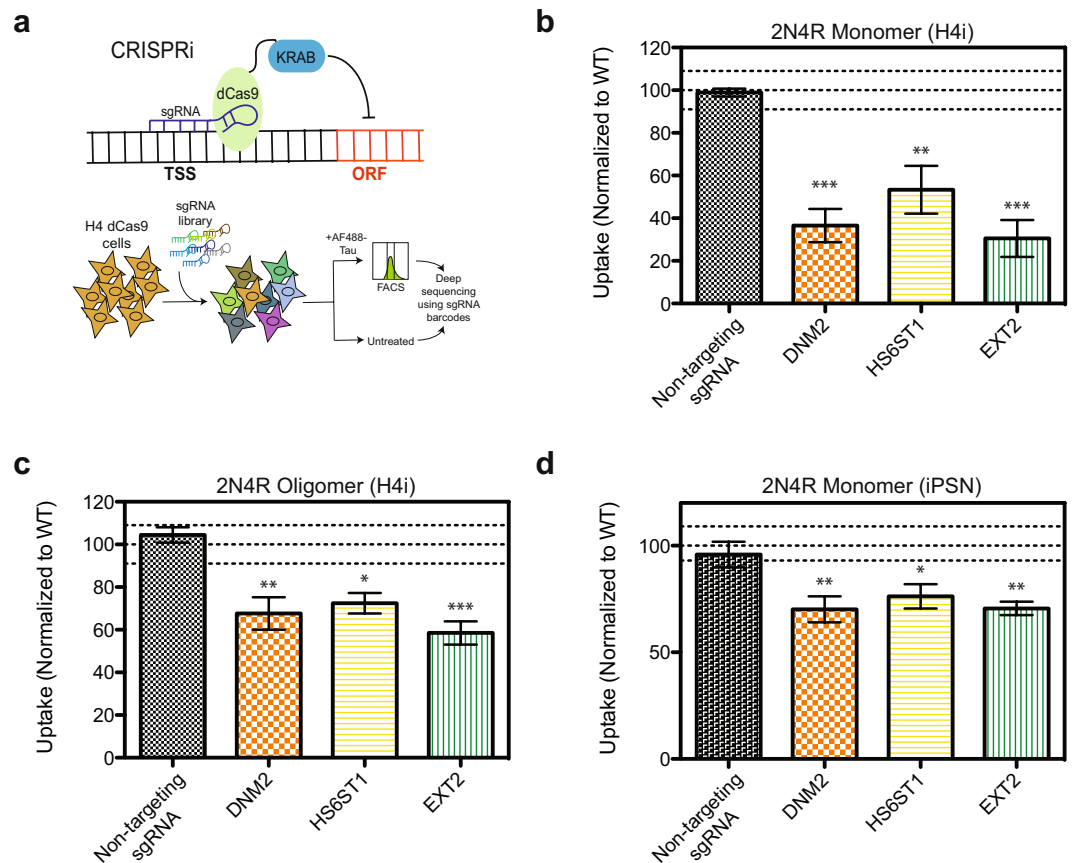 a
CRISPRi
KRAB
dCas9
sgRNA
TSS
ORF
sgRNA
library
H4 dCas9
cells
+AF488-
Tau
FACS
Deep
sequencing
using sgRNA
barcodes
Untreated
b
2N4R Monomer (H4i)
Uptake (Normalized to WT)
120
100
80
60
40
20
0
***
**
***
Non-targeting
sgRNA
DNM2
HS6ST1
EXT2
c
2N4R Oligomer (H4i)
Uptake (Normalized to WT)
120
100
80
60
40
20
0
**
*
***
Non-targeting
sgRNA
DNM2
HS6ST1
EXT2
d
2N4R Monomer (iPSN)
Uptake (Normalized to WT)
100
50
0
**
*
**
Non-targeting
sgRNA
DNM2
HS6ST1
EXT2